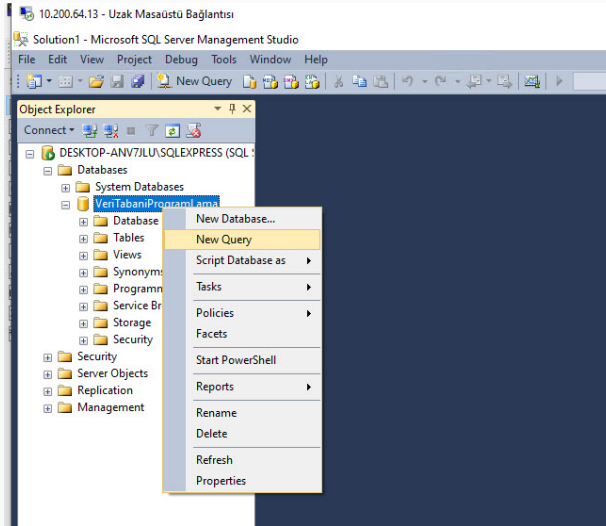 10.200.64.13 - Uzak Masaüstü Bağlantısı
Solution1 - Microsoft SQL Server Management Studio
File Edit View Project Debug Tools Window Help
New Query
Object Explorer
Connect
DESKTOP-ANV7JLU\SQLEXPRESS (SQL
Databases
System Databases
VeriTabaniProgramLama
Database
Tables
Views
Synonyms
Programm
Service Br
Storage
Security
Security
Server Objects
Replication
Management
New Database...
New Query
Script Database as
Tasks
Policies
Facets
Start PowerShell
Reports
Rename
Delete
Refresh
Properties